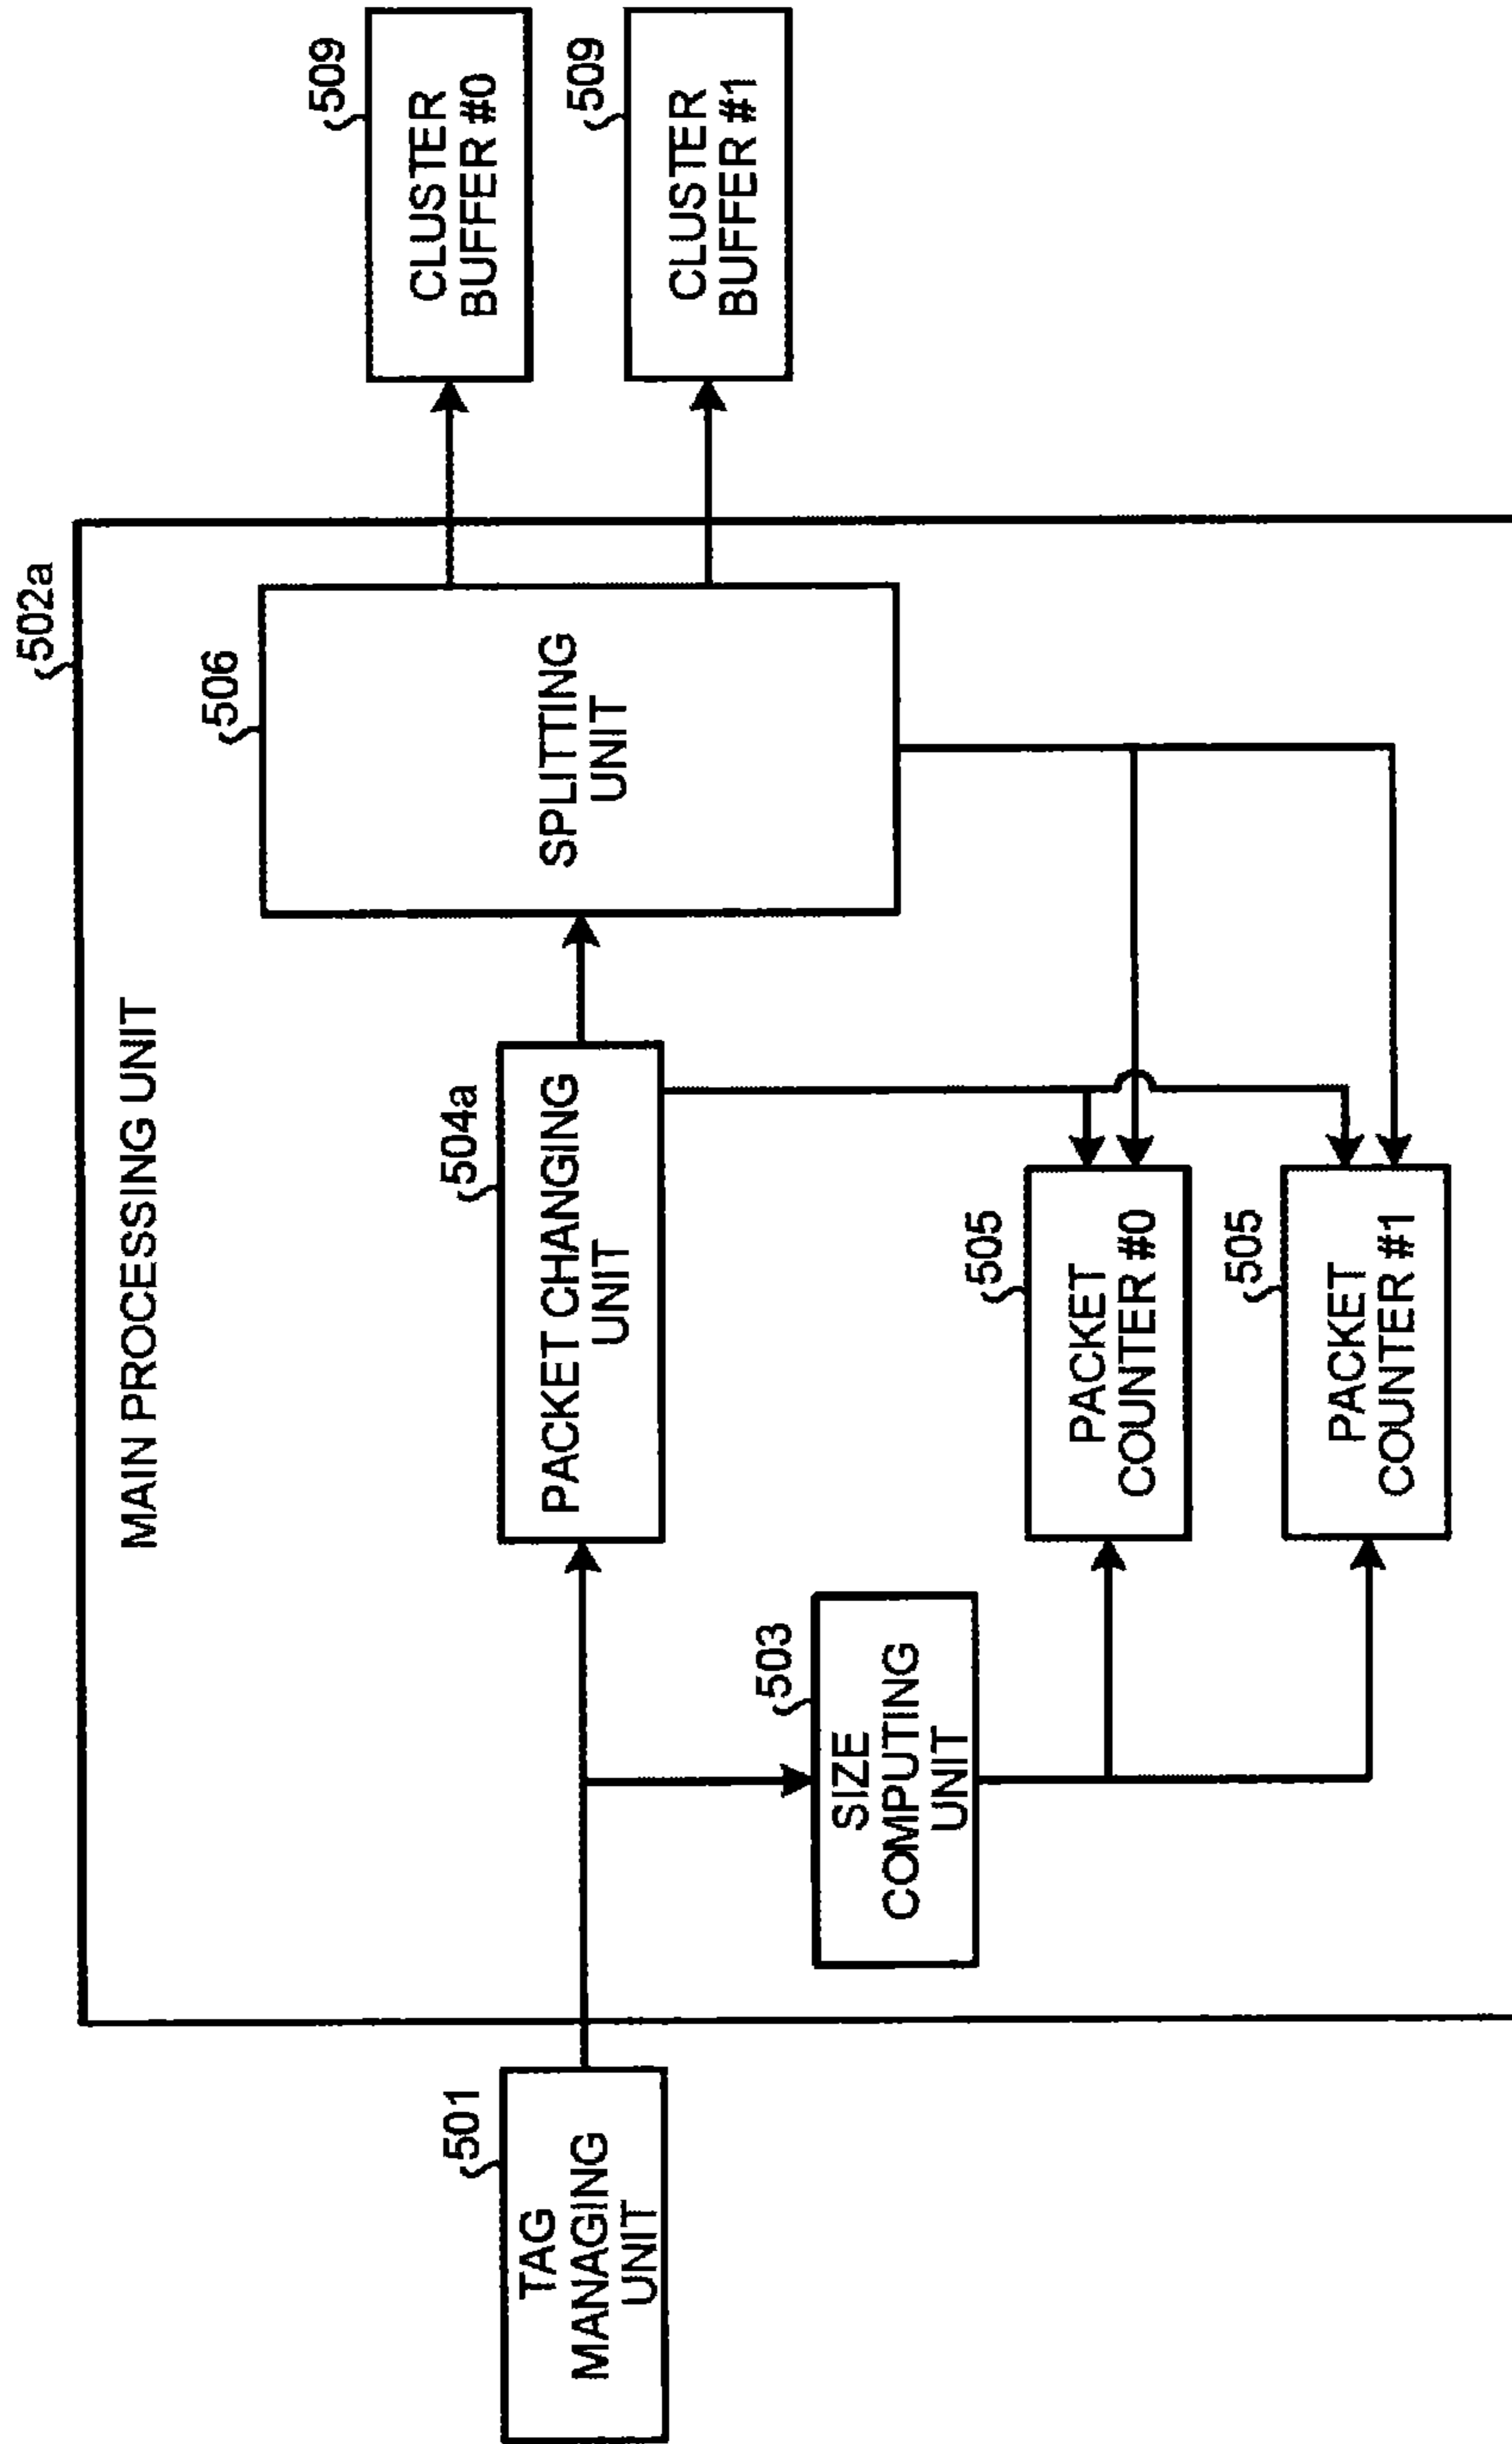 502a
MAIN PROCESSING UNIT
506
SPLITTING
UNIT
509
CLUSTER
BUFFER #0
509
CLUSTER
BUFFER #1
501
TAG
MANAGING
UNIT
504a
PACKET CHANGING
UNIT
503
SIZE
COMPUTING
UNIT
505
PACKET
COUNTER #0
505
PACKET
COUNTER #1